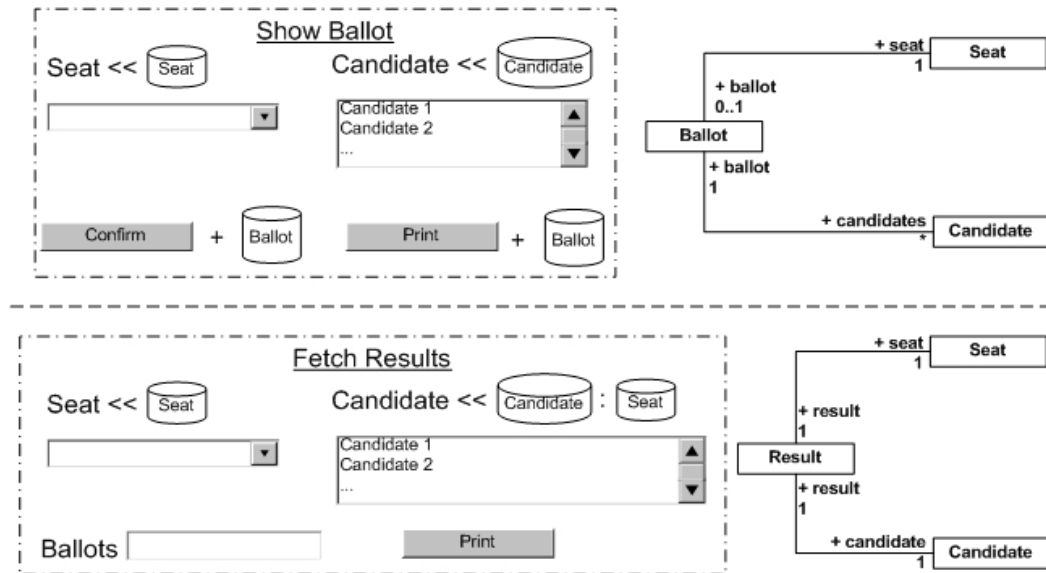 Show Ballot
Seat << Seat
Candidate << Candidate
Candidate 1
Candidate 2
...
Confirm + Ballot
Print + Ballot
+ seat
1
Seat
+ ballot
0..1
Ballot
+ ballot
1
+ candidates
*
Candidate
Fetch Results
Seat << Seat
Candidate << Candidate : Seat
Candidate 1
Candidate 2
...
Ballots
Print
+ seat
1
Seat
+ result
1
Result
+ result
1
+ candidate
1
Candidate